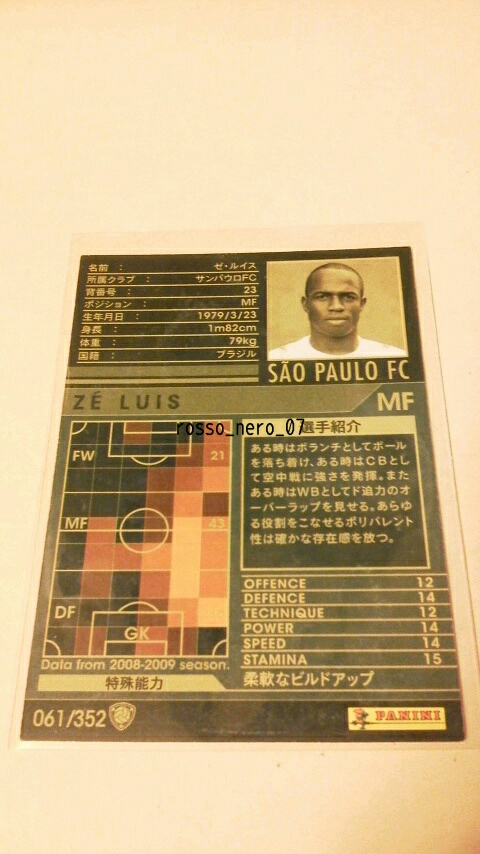 名前 : ゼ・ルイス
所属クラブ : サンパウロFC
背番号 : 23
ポジション : MF
生年月日 : 1979/3/23
身長 : 1m82cm
体重 : 79kg
国籍 : ブラジル
SÃO PAULO FC
ZÉ LUIS
MF
rosso_nero_07
選手紹介
FW 21
MF 43
DF
GK
Data from 2008-2009 season.
ある時はボランチとしてボール
を落ち着け、ある時はCBとし
て空中戦に強さを発揮。また
ある時はWBとしてド迫力のオ
ーバーラップを見せる。あらゆ
る役割をこなせるポリバレント
性は確かな存在感を放つ。
OFFENCE 12
DEFENCE 14
TECHNIQUE 12
POWER 14
SPEED 14
STAMINA 15
特殊能力 柔軟なビルドアップ
061/352
PANINI